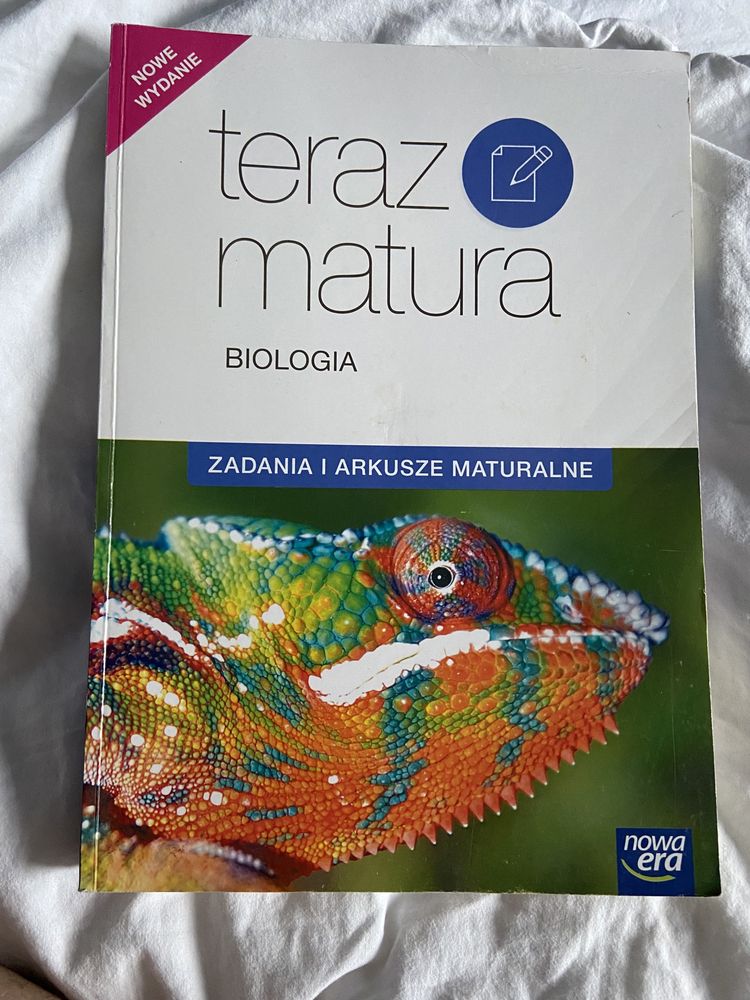 NOWE
WYDANIE
teraz
matura
BIOLOGIA
ZADANIA I ARKUSZE MATURALNE
nowa
era